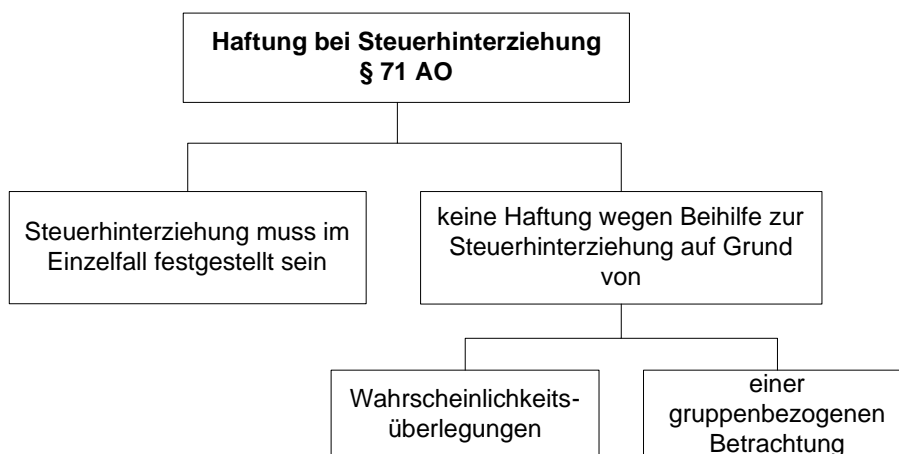 Haftung bei Steuerhinterziehung
§ 71 AO
Steuerhinterziehung muss im
Einzelfall festgestellt sein
keine Haftung wegen Beihilfe zur
Steuerhinterziehung auf Grund
von
Wahrscheinlichkeits-
überlegungen
einer
gruppenbezogenen
Betrachtung